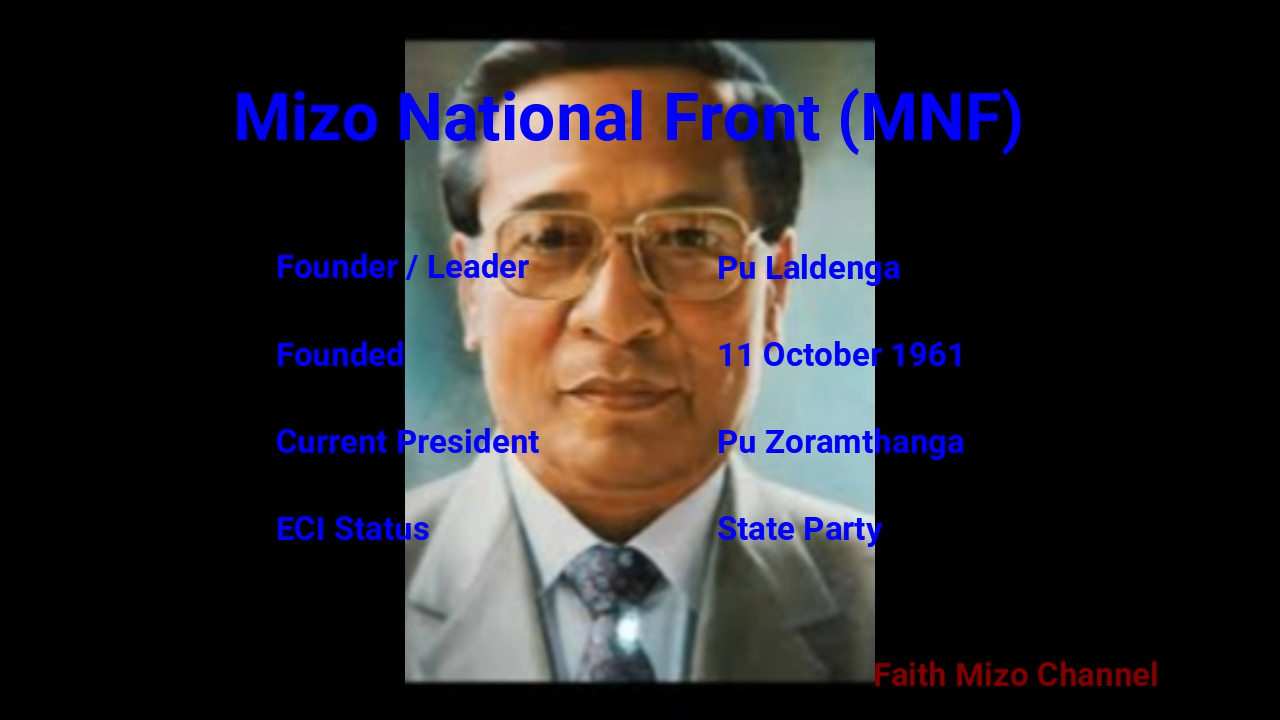 Mizo National Front (MNF)
Founder / Leader Pu Laldenga
Founded 11 October 1961
Current President Pu Zoramthanga
ECI Status State Party
Faith Mizo Channel